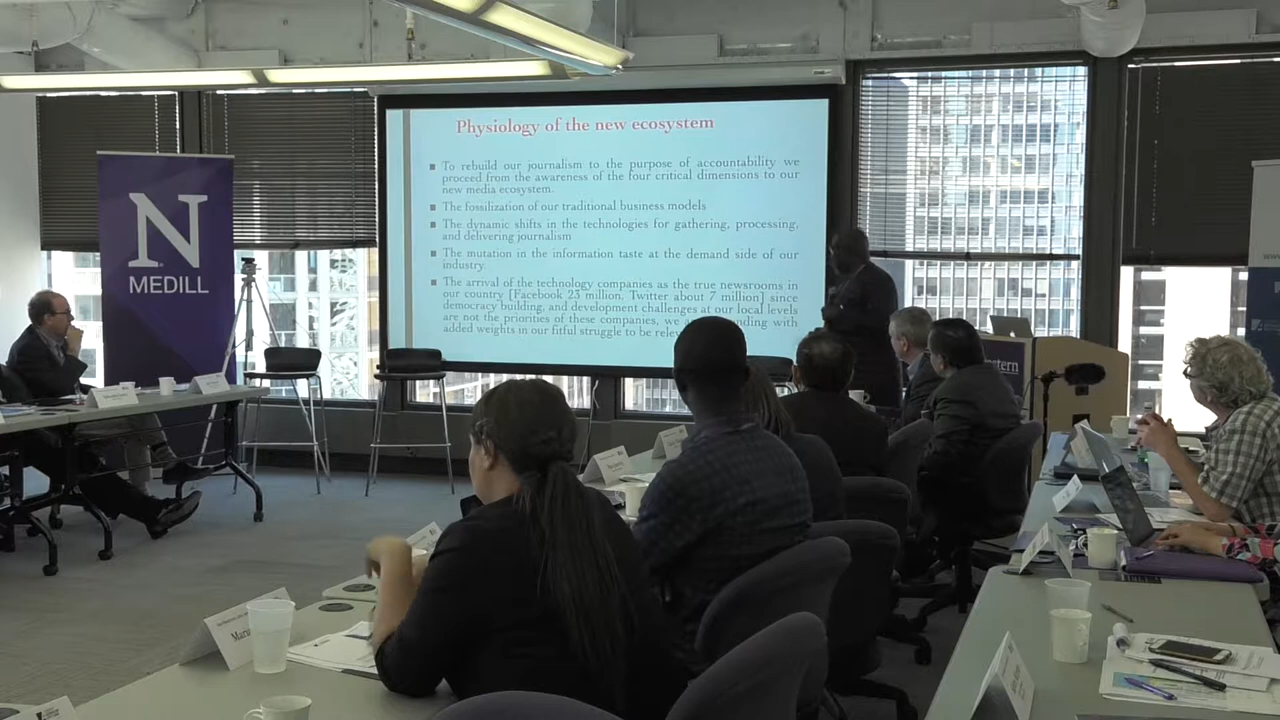 Physiology of the new ecosystem
To rebuild our journalism to the purpose of accountability we
proceed from the awareness of the four critical dimensions to our
new media ecosystem.
The fossilization of our traditional business models
The dynamic shifts in the technologies for gathering, processing,
and delivering journalism
The mutation in the information taste at the demand side of our
industry.
The arrival of the technology companies as the true newsrooms in
our country [Facebook 23 million, Twitter about 7 million] since
democracy building, and development challenges at our local levels
are not the priorities of these companies, we with
added weights in our fitful struggle to be
N
MEDILL